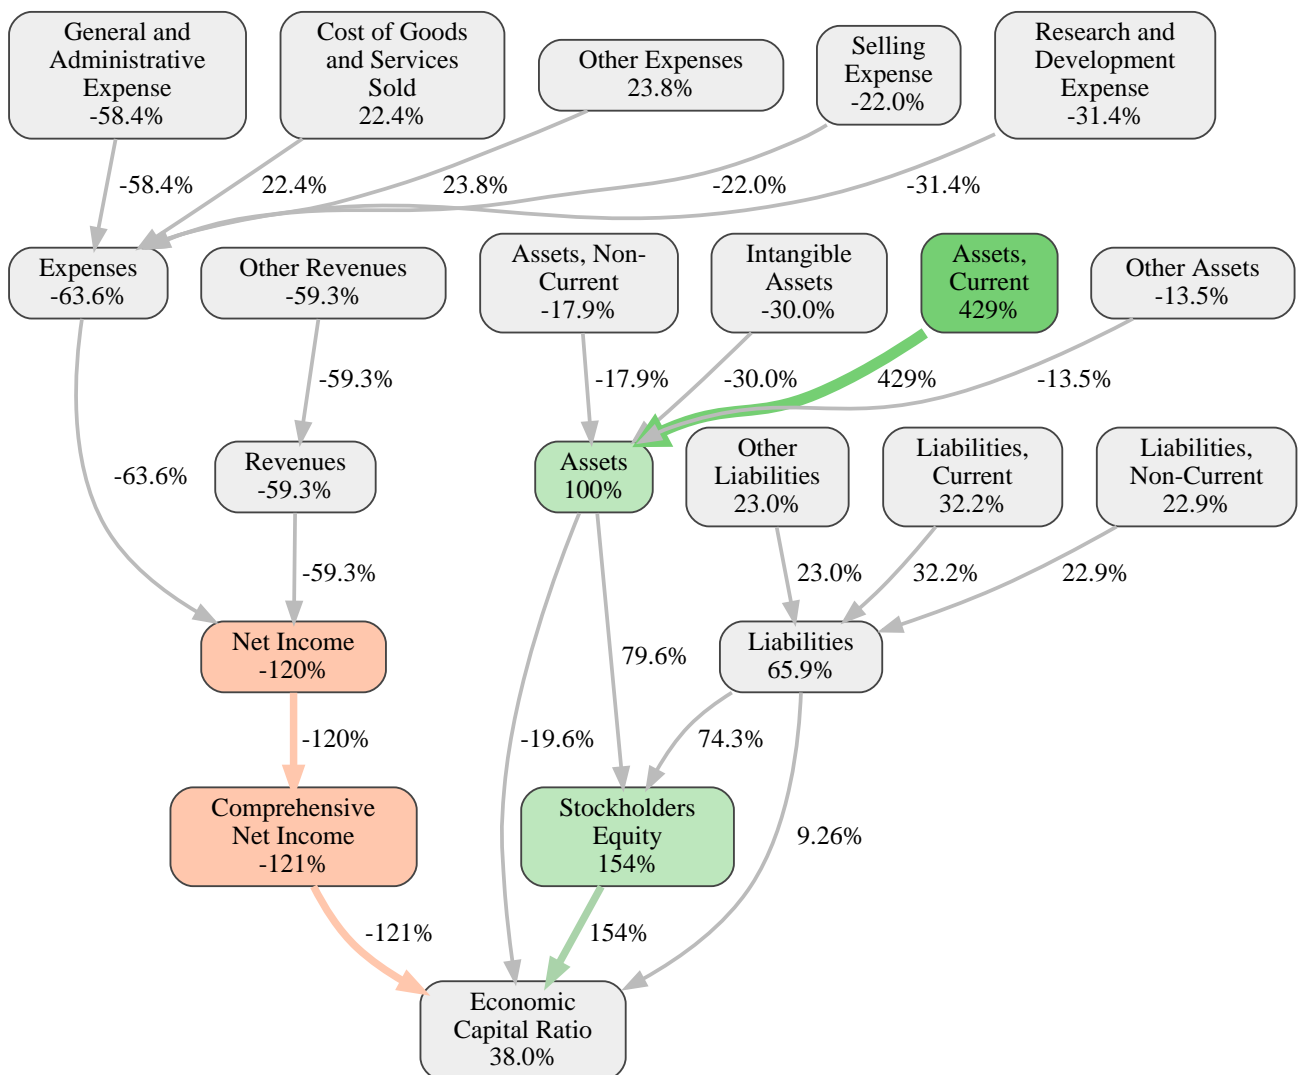 General and
Administrative
Expense
-58.4%
Cost of Goods
and Services
Sold
22.4%
Other Expenses
23.8%
Selling
Expense
-22.0%
Research and
Development
Expense
-31.4%
-58.4%
22.4%
23.8%
-22.0%
-31.4%
Expenses
-63.6%
Other Revenues
-59.3%
Assets, Non-
Current
-17.9%
Intangible
Assets
-30.0%
Assets,
Current
429%
Other Assets
-13.5%
-59.3%
-17.9%
-30.0%
429%
-13.5%
-63.6%
Revenues
-59.3%
Assets
100%
Other
Liabilities
23.0%
Liabilities,
Current
32.2%
Liabilities,
Non-Current
22.9%
-59.3%
23.0%
32.2%
22.9%
Net Income
-120%
79.6%
Liabilities
65.9%
-120%
-19.6%
74.3%
Comprehensive
Net Income
-121%
Stockholders
Equity
154%
9.26%
-121%
154%
Economic
Capital Ratio
38.0%